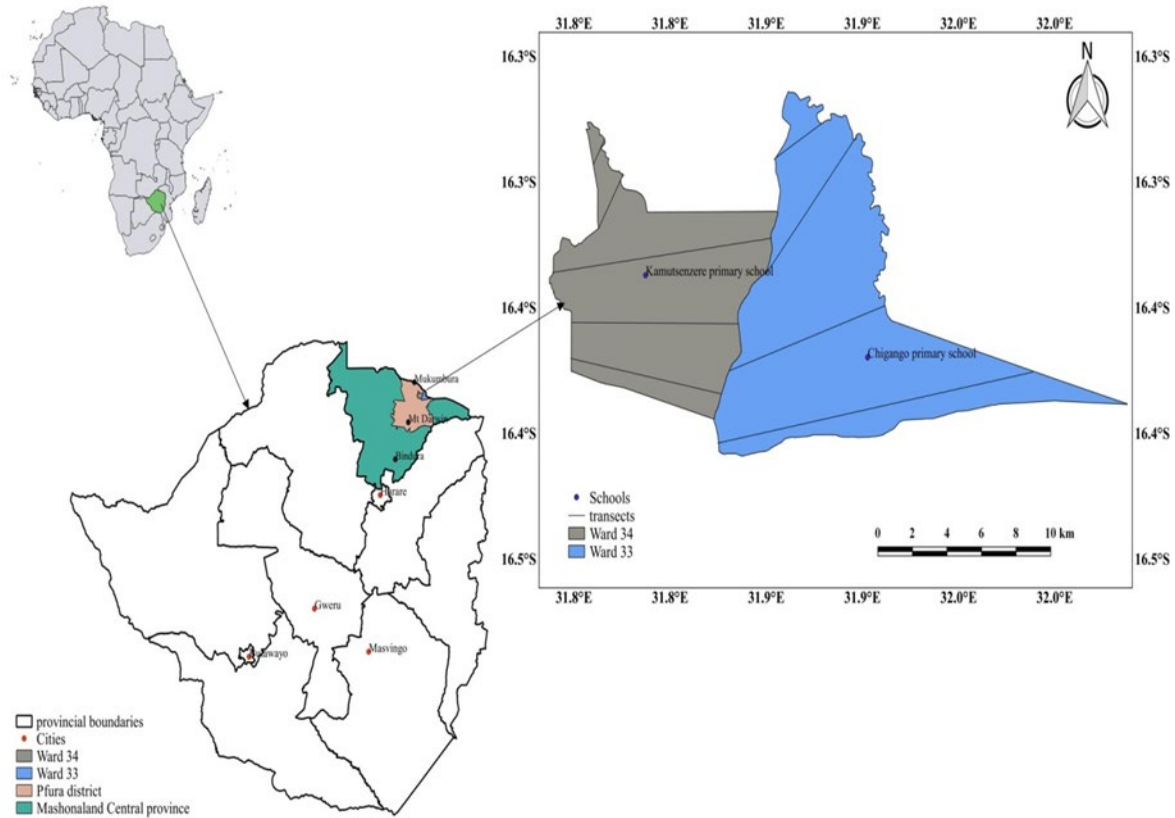 31.8°E 31.8°E 31.9°E 31.9°E 32.0°E 32.0°E
16.3°S 16.3°S
N
16.3°S 16.3°S
Kamutsenzere primary school
16.4°S 16.4°S
Chigango primary school
Mukumbura
Mt Darwin
16.4°S 16.4°S
Bindura
Harare
Schools
transects
Ward 34
Ward 33
0 2 4 6 8 10 km
16.5°S 16.5°S
31.8°E 31.8°E 31.9°E 31.9°E 32.0°E 32.0°E
Gweru
Masvingo
Bulawayo
provincial boundaries
Cities
Ward 34
Ward 33
Pfura district
Mashonaland Central province